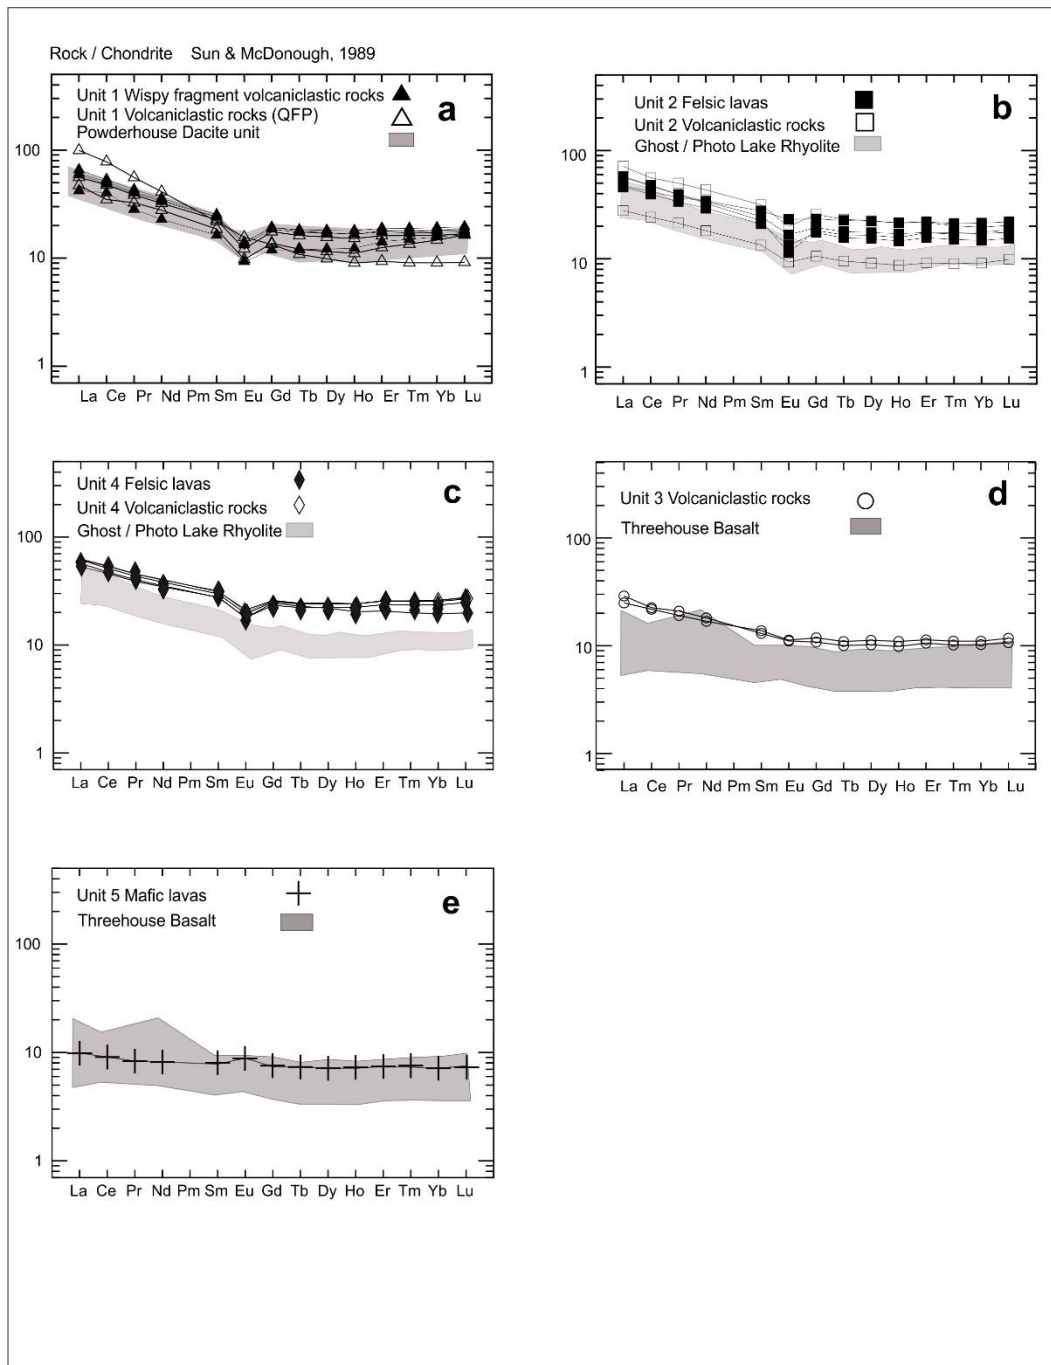 Rock / Chondrite Sun & McDonough, 1989
Unit 1 Wispy fragment volcaniclastic rocks
Unit 1 Volcaniclastic rocks (QFP)
Powderhouse Dacite unit
a
100
10
1
La Ce Pr Nd Pm Sm Eu Gd Tb Dy Ho Er Tm Yb Lu
Unit 2 Felsic lavas
Unit 2 Volcaniclastic rocks
Ghost / Photo Lake Rhyolite
b
100
10
1
La Ce Pr Nd Pm Sm Eu Gd Tb Dy Ho Er Tm Yb Lu
Unit 4 Felsic lavas
Unit 4 Volcaniclastic rocks
Ghost / Photo Lake Rhyolite
c
100
10
1
La Ce Pr Nd Pm Sm Eu Gd Tb Dy Ho Er Tm Yb Lu
Unit 3 Volcaniclastic rocks
Threehouse Basalt
d
100
10
1
La Ce Pr Nd Pm Sm Eu Gd Tb Dy Ho Er Tm Yb Lu
Unit 5 Mafic lavas
Threehouse Basalt
e
100
10
1
La Ce Pr Nd Pm Sm Eu Gd Tb Dy Ho Er Tm Yb Lu